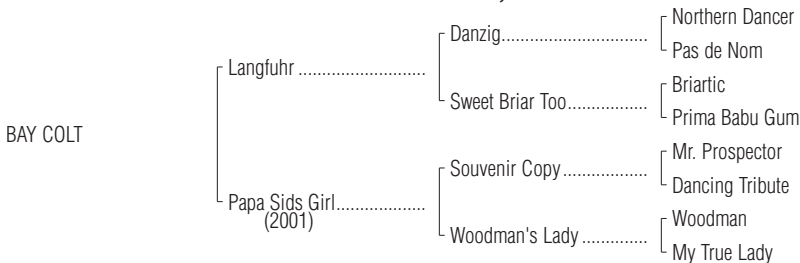 Northern Dancer
Danzig..............................
Pas de Nom
Langfuhr ..........................
Briartic
Sweet Briar Too................
Prima Babu Gum
BAY COLT
Mr. Prospector
Souvenir Copy.................
Dancing Tribute
Papa Sids Girl...................
(2001)
Woodman
Woodman's Lady .............
My True Lady